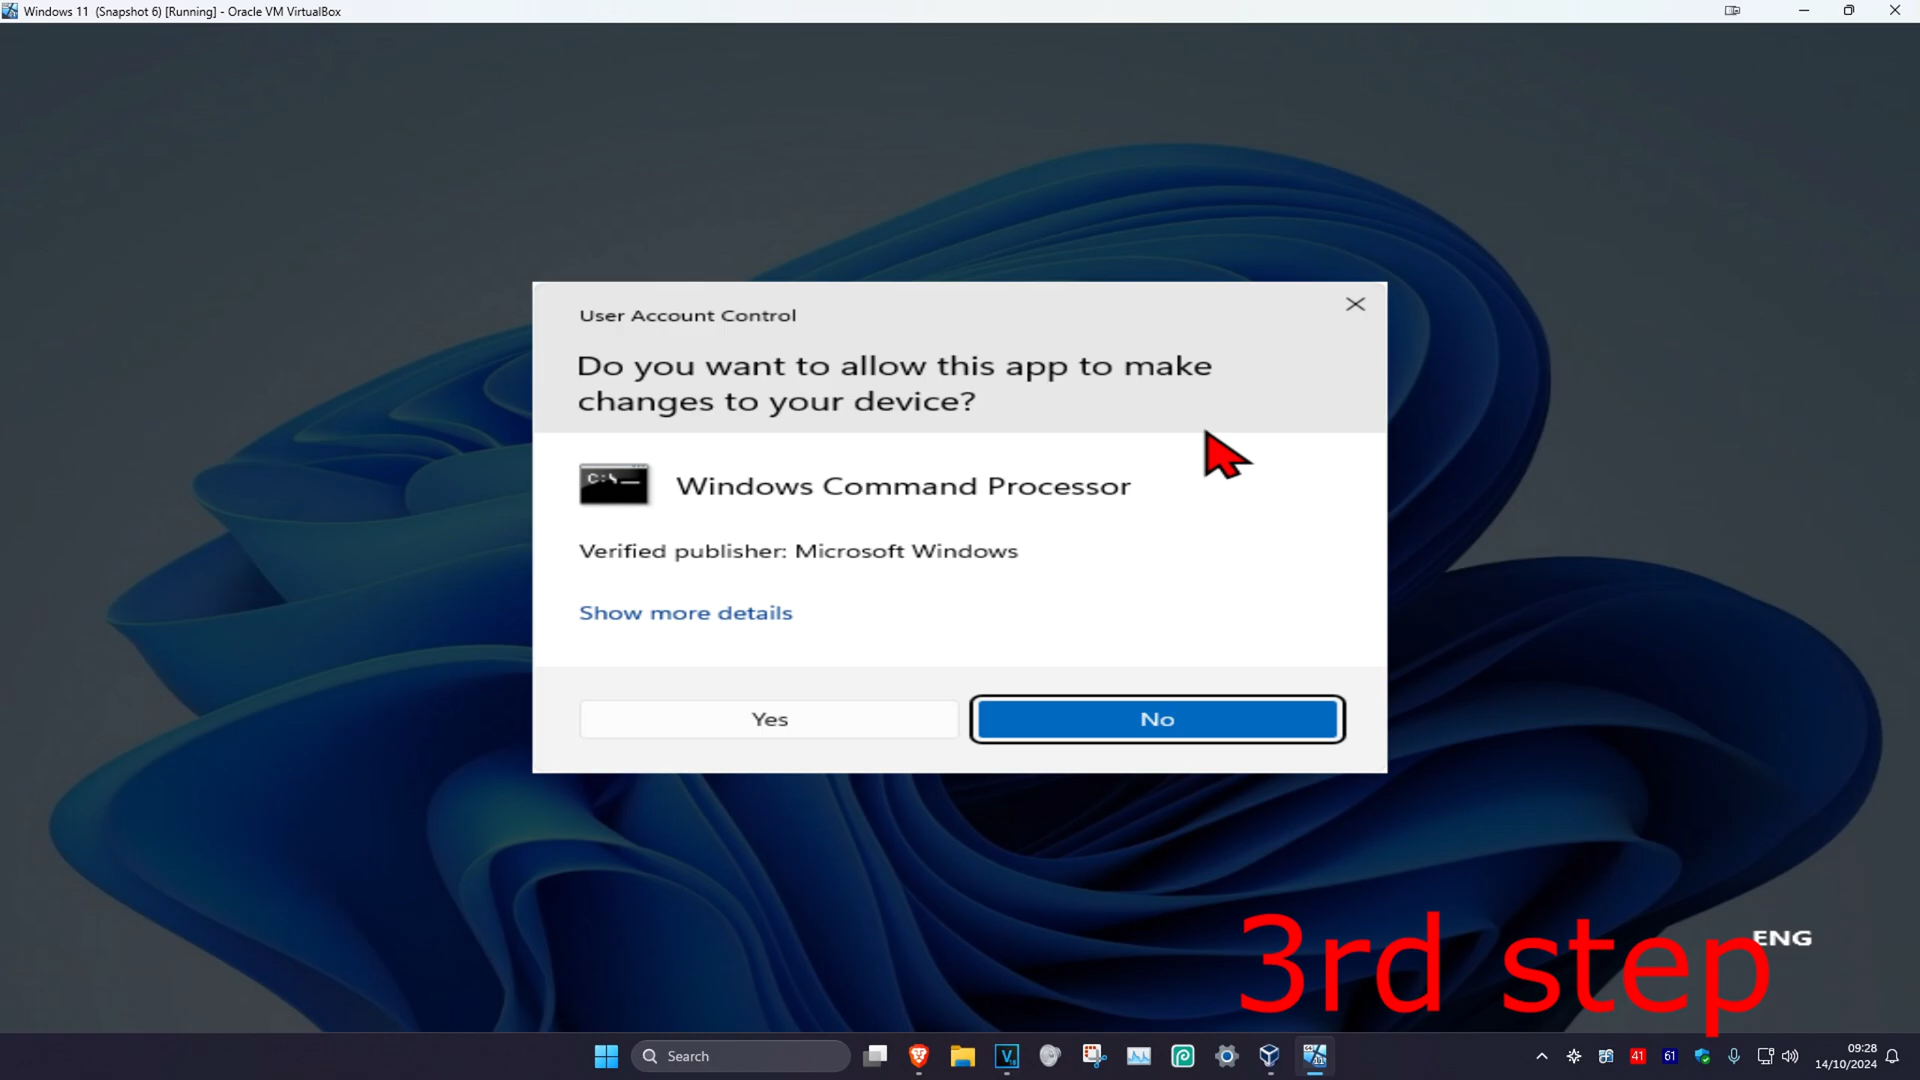 Windows 11 (Snapshot 6) [Running] - Oracle VM VirtualBox
User Account Control
Do you want to allow this app to make
changes to your device?
C:\
Windows Command Processor
Verified publisher: Microsoft Windows
Show more details
Yes
No
3rd step
ENG
Search
V
41
61
09:28
14/10/2024